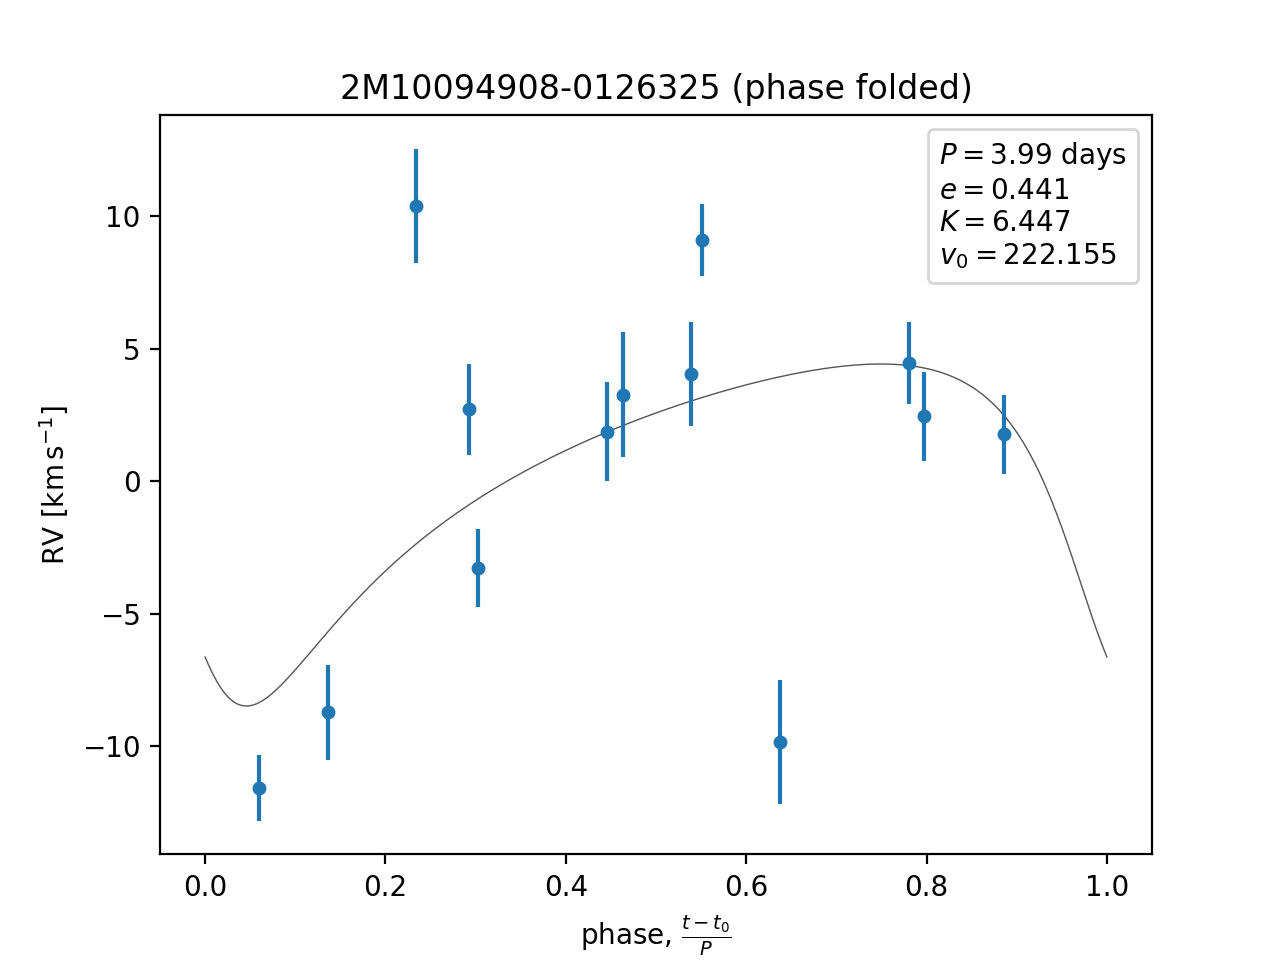 2M10094908-0126325 (phase folded)
P = 3.99 days
e = 0.441
K = 6.447
v₀ = 222.155
RV [km s⁻¹]
10
5
0
−5
−10
0.0 0.2 0.4 0.6 0.8 1.0
phase, (t − t₀)/P